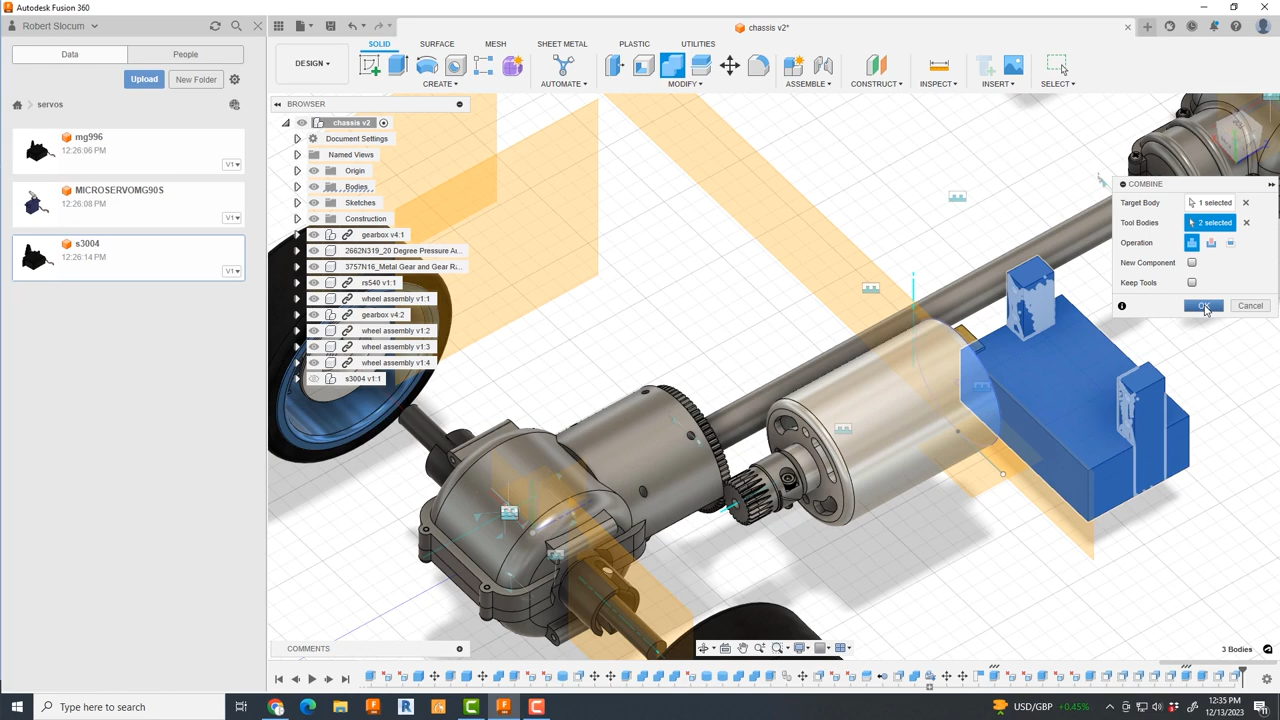 Autodesk Fusion 360
Robert Slocum
chassis v2*
Data
People
Upload
New Folder
servos
mg996
12:26:06 PM
V1
MICROSERVOMG90S
12:26:08 PM
V1
s3004
12:26:14 PM
V1
SOLID
SURFACE
MESH
SHEET METAL
PLASTIC
UTILITIES
DESIGN
CREATE
AUTOMATE
MODIFY
ASSEMBLE
CONSTRUCT
INSPECT
INSERT
SELECT
BROWSER
chassis v2
Document Settings
Named Views
Origin
Bodies
Sketches
Construction
gearbox v4:1
2662N319_20 Degree Pressure A...
3757N16_Metal Gear and Gear R...
rs540 v1:1
wheel assembly v1:1
gearbox v4:2
wheel assembly v1:2
wheel assembly v1:3
wheel assembly v1:4
s3004 v1:1
COMBINE
Target Body
1 selected
Tool Bodies
2 selected
Operation
New Component
Keep Tools
OK
Cancel
COMMENTS
3 Bodies
Type here to search
USD/GBP +0.45%
12:35 PM
12/13/2023